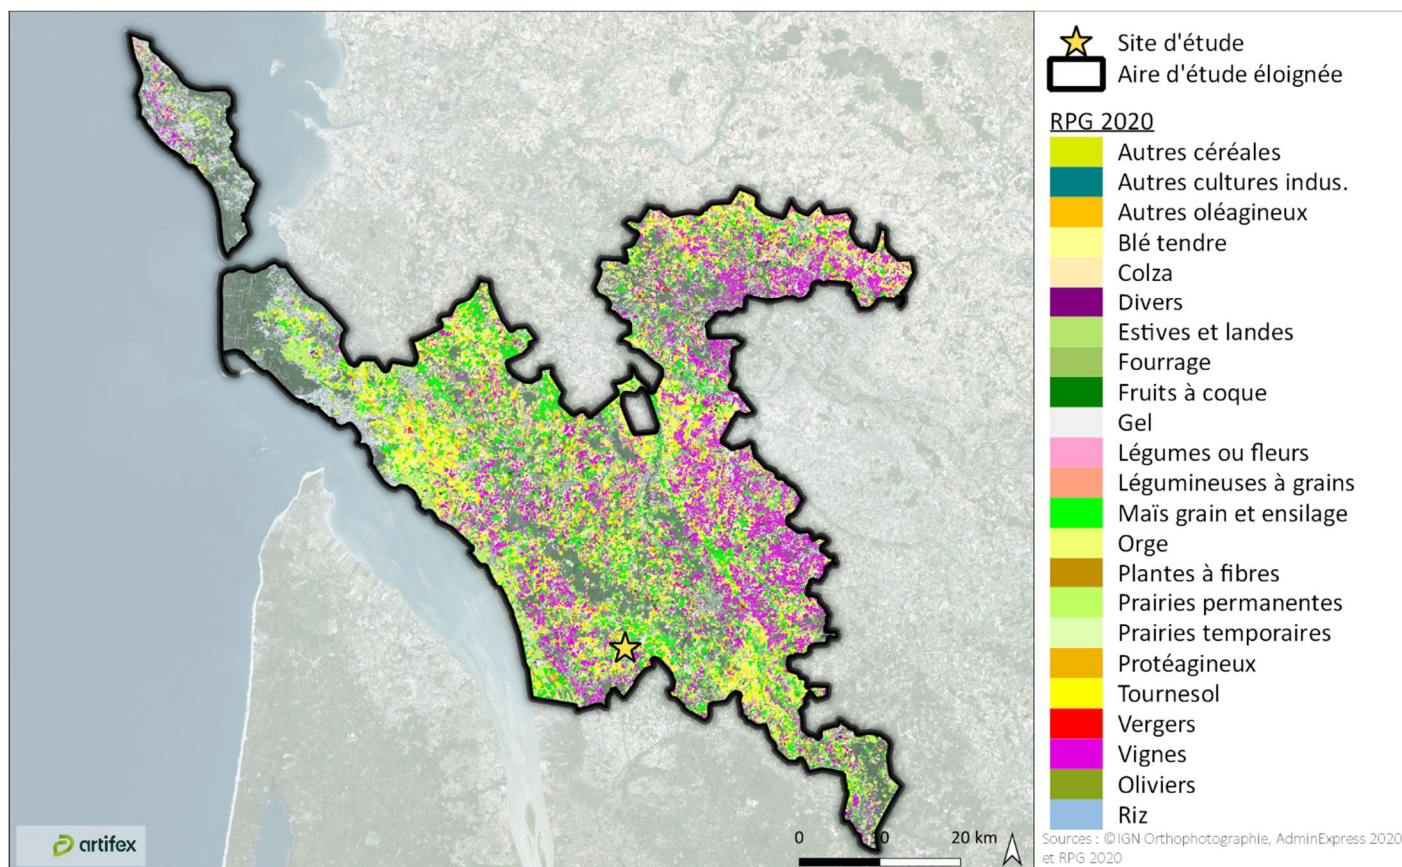 Site d'étude
Aire d'étude éloignée
RPG 2020
Autres céréales
Autres cultures indus.
Autres oléagineux
Blé tendre
Colza
Divers
Estives et landes
Fourrage
Fruits à coque
Gel
Légumes ou fleurs
Légumineuses à grains
Maïs grain et ensilage
Orge
Plantes à fibres
Prairies permanentes
Prairies temporaires
Protéagineux
Tournesol
Vergers
Vignes
Oliviers
Riz
artifex
0
20 km
Sources : ©IGN Orthophotographie, AdminExpress 2020
et RPG 2020